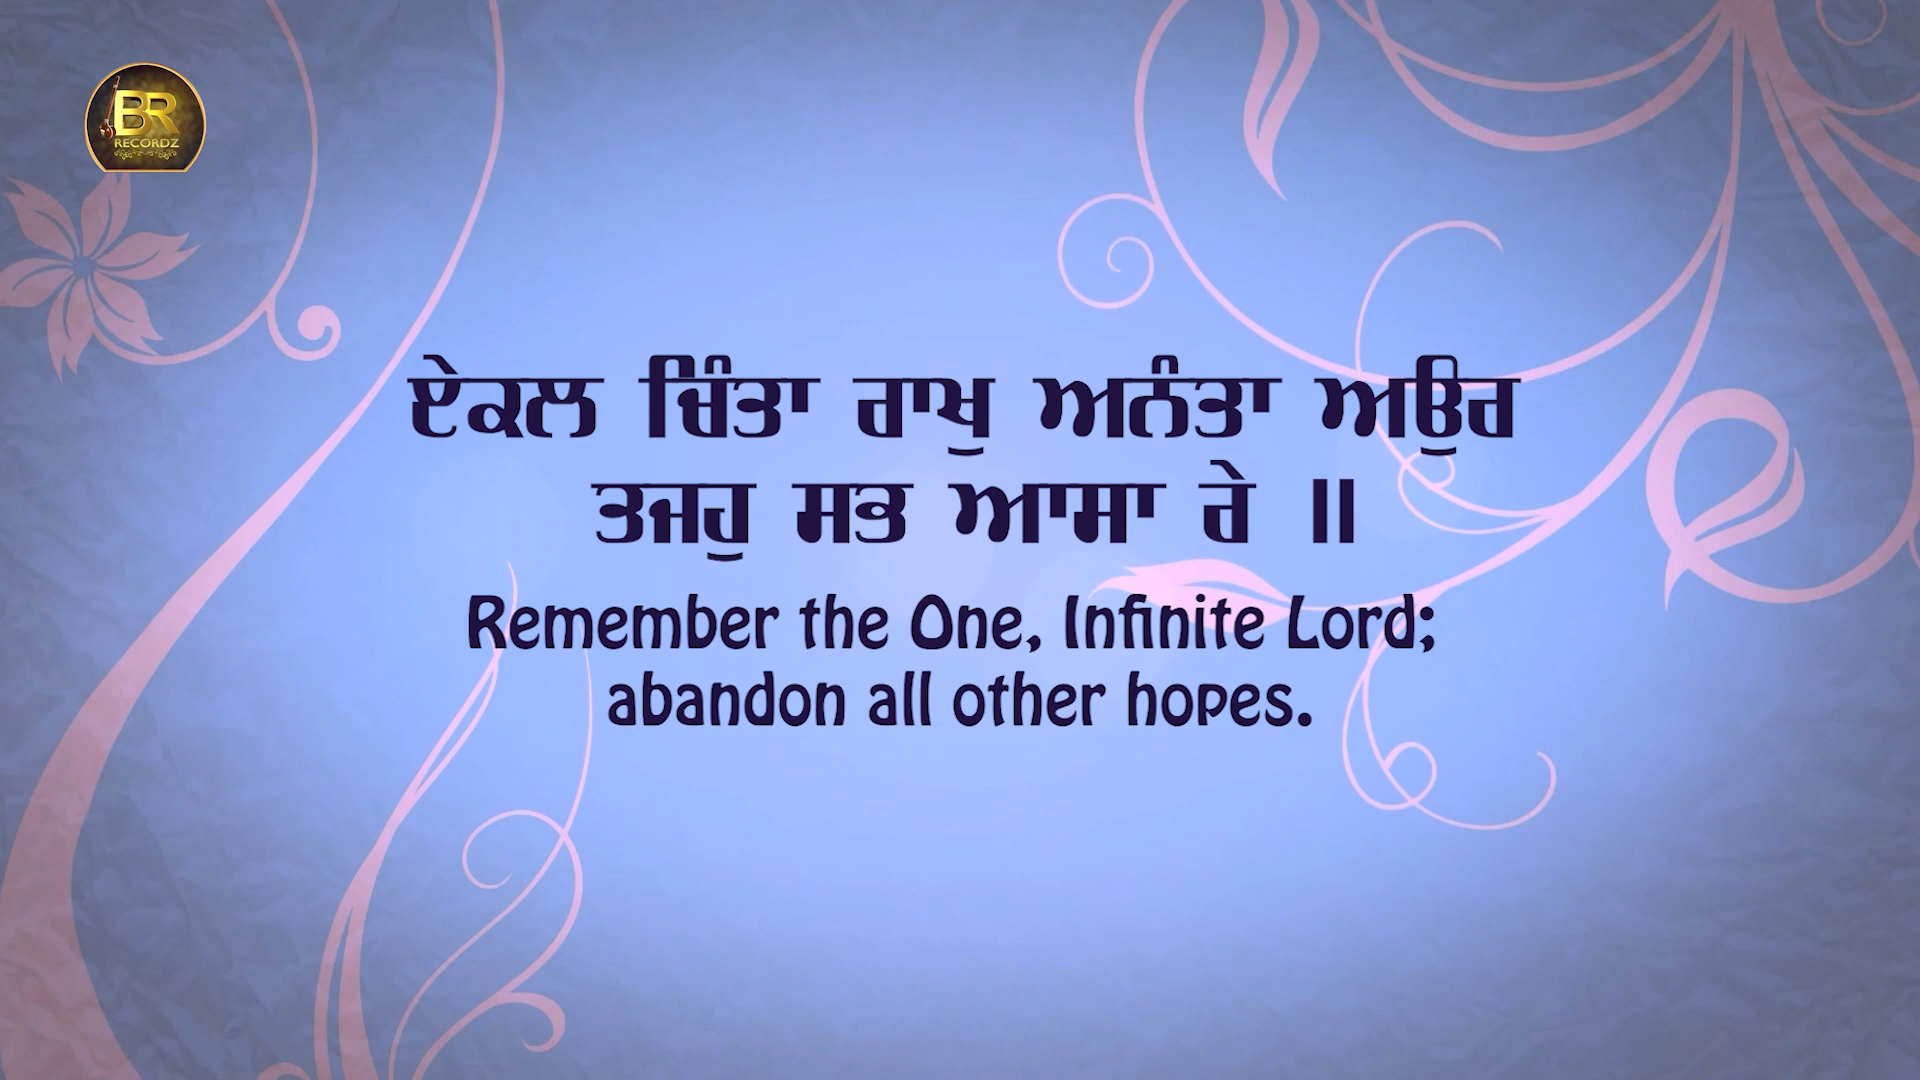 BR
RECORDZ
ਏਕਲ ਚਿੰਤਾ ਰਾਖੁ ਅਨੰਤਾ ਅਉਰ
ਤਜਹੁ ਸਭ ਆਸਾ ਰੇ ॥
Remember the One, Infinite Lord;
abandon all other hopes.